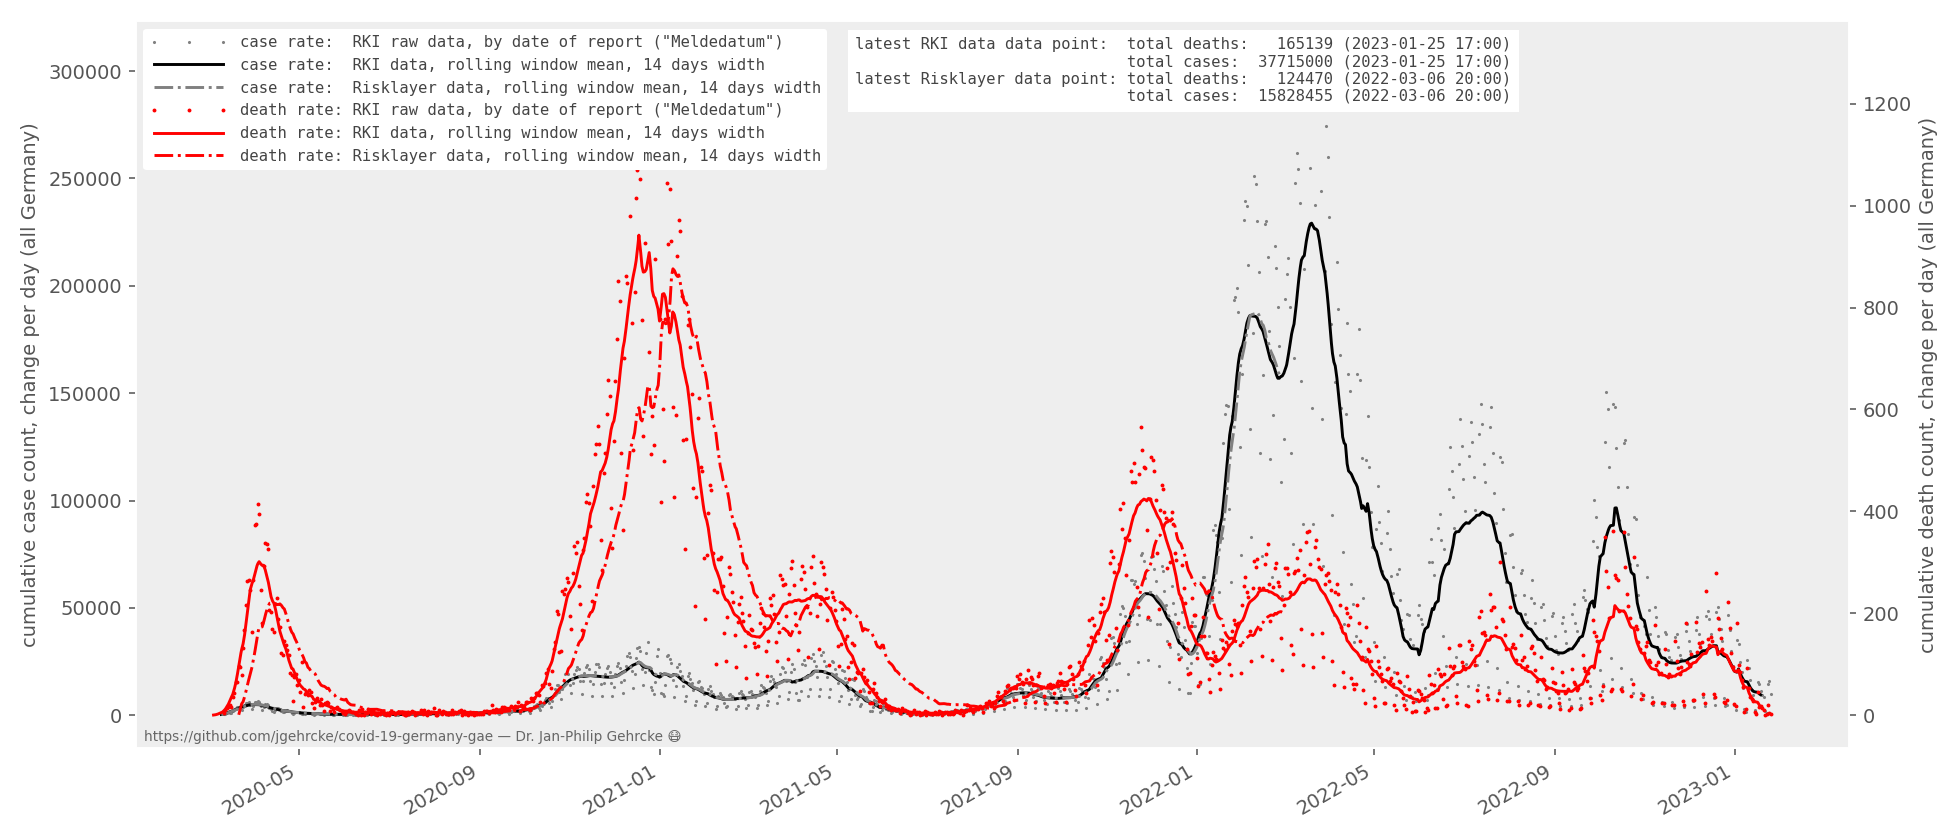 case rate:  RKI raw data, by date of report ("Meldedatum")
case rate:  RKI data, rolling window mean, 14 days width
case rate:  Risklayer data, rolling window mean, 14 days width
death rate: RKI raw data, by date of report ("Meldedatum")
death rate: RKI data, rolling window mean, 14 days width
death rate: Risklayer data, rolling window mean, 14 days width
latest RKI data data point:  total deaths:   165139 (2023-01-25 17:00)
total cases:  37715000 (2023-01-25 17:00)
latest Risklayer data point: total deaths:   124470 (2022-03-06 20:00)
total cases:  15828455 (2022-03-06 20:00)
cumulative case count, change per day (all Germany)
300000
250000
200000
150000
100000
50000
0
1200
1000
800
600
400
200
0
cumulative death count, change per day (all Germany)
https://github.com/jgehrcke/covid-19-germany-gae — Dr. Jan-Philip Gehrcke 😷
2020-05
2020-09
2021-01
2021-05
2021-09
2022-01
2022-05
2022-09
2023-01